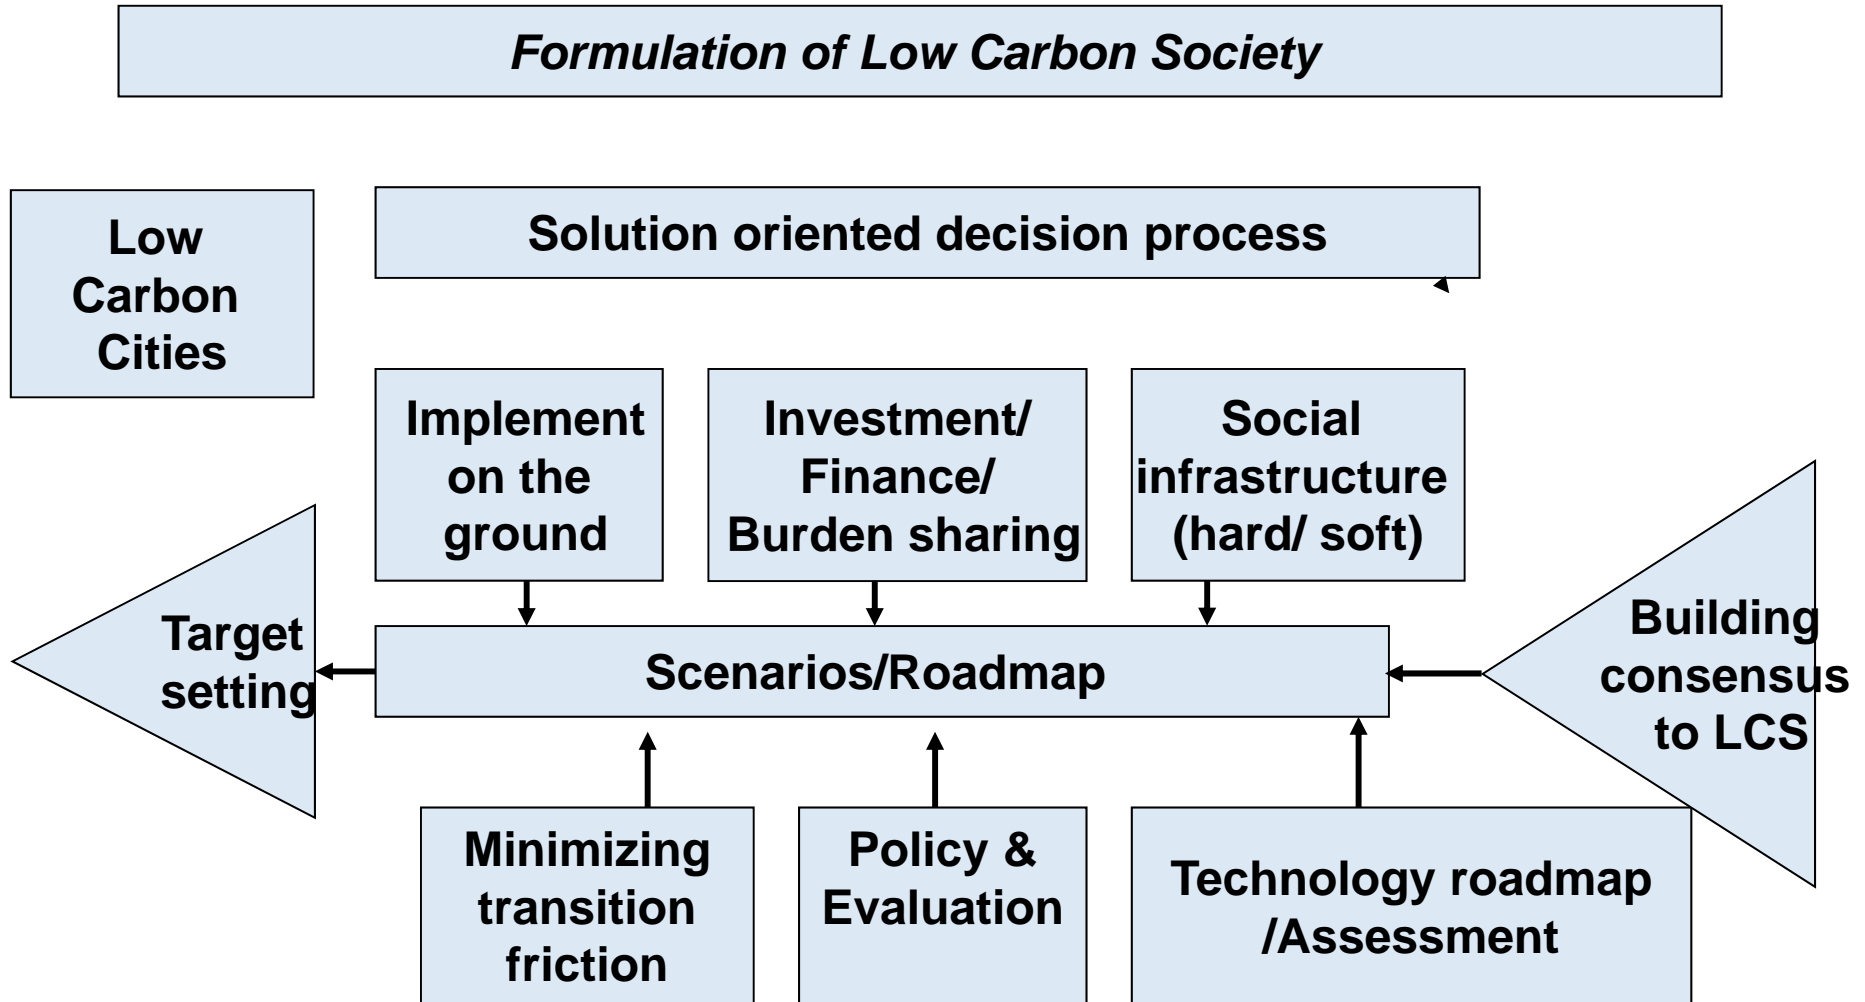 Formulation of Low Carbon Society
Low
Carbon
Cities
Solution oriented decision process
Implement
on the
ground
Investment/
Finance/
Burden sharing
Social
infrastructure
(hard/ soft)
Target
setting
Scenarios/Roadmap
Building
consensus
to LCS
Minimizing
transition
friction
Policy &
Evaluation
Technology roadmap
/Assessment